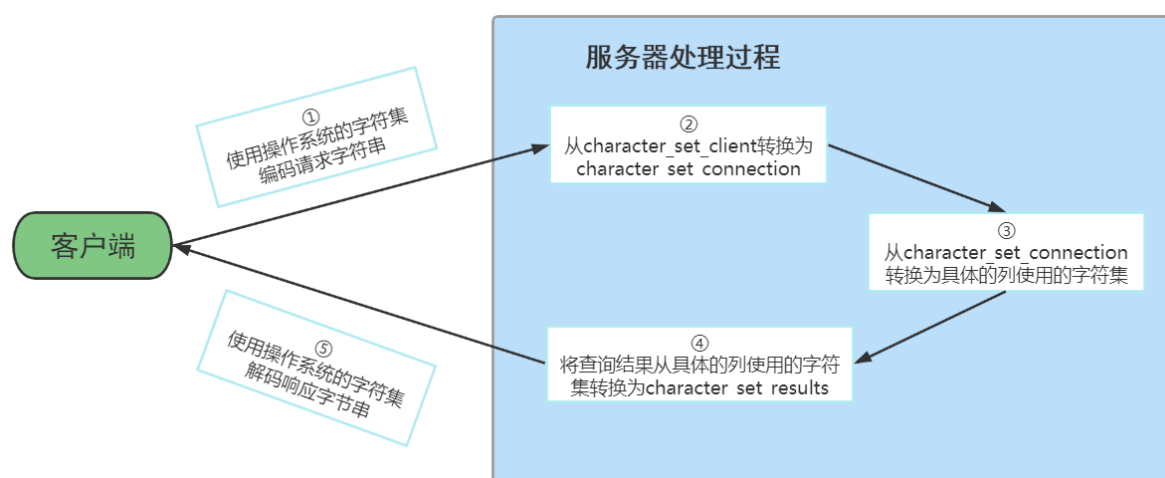 服务器处理过程
①
使用操作系统的字符集
编码请求字符串
②
从character_set_client转换为
character_set_connection
客户端
③
从character_set_connection
转换为具体的列使用的字符集
④
将查询结果从具体的列使用的字符
集转换为character_set_results
⑤
使用操作系统的字符集
解码响应字节串